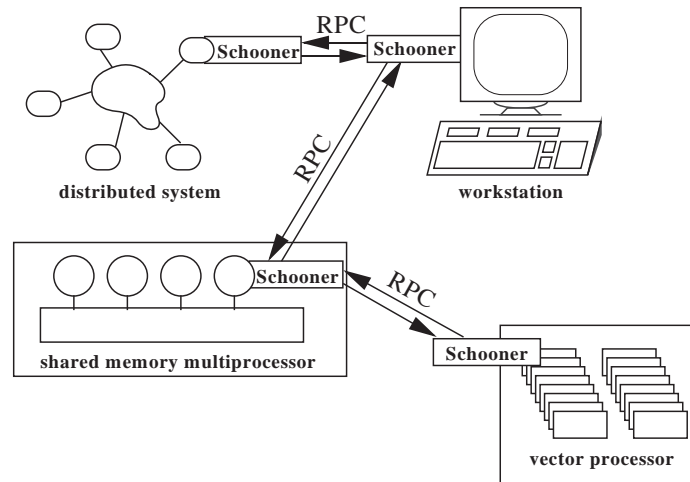 RPC
Schooner
Schooner
distributed system
workstation
RPC
Schooner
RPC
shared memory multiprocessor
Schooner
vector processor